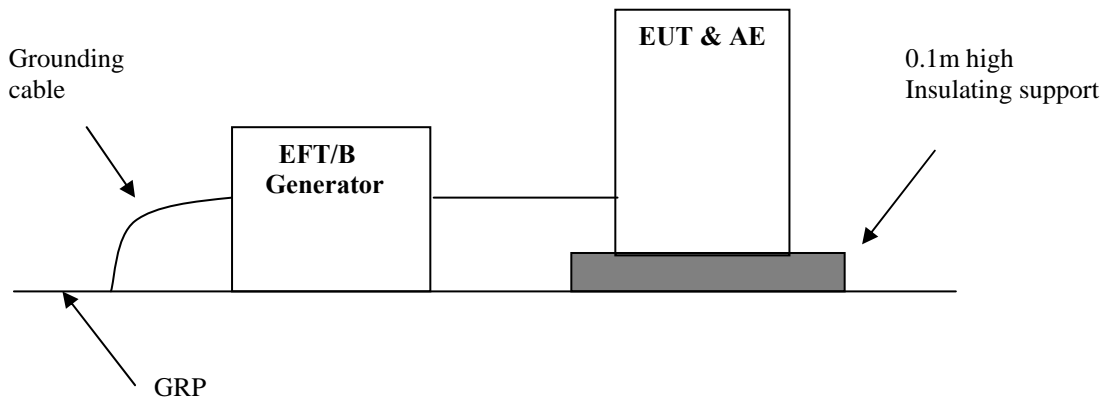 Grounding
cable
EFT/B
Generator
EUT & AE
0.1m high
Insulating support
GRP